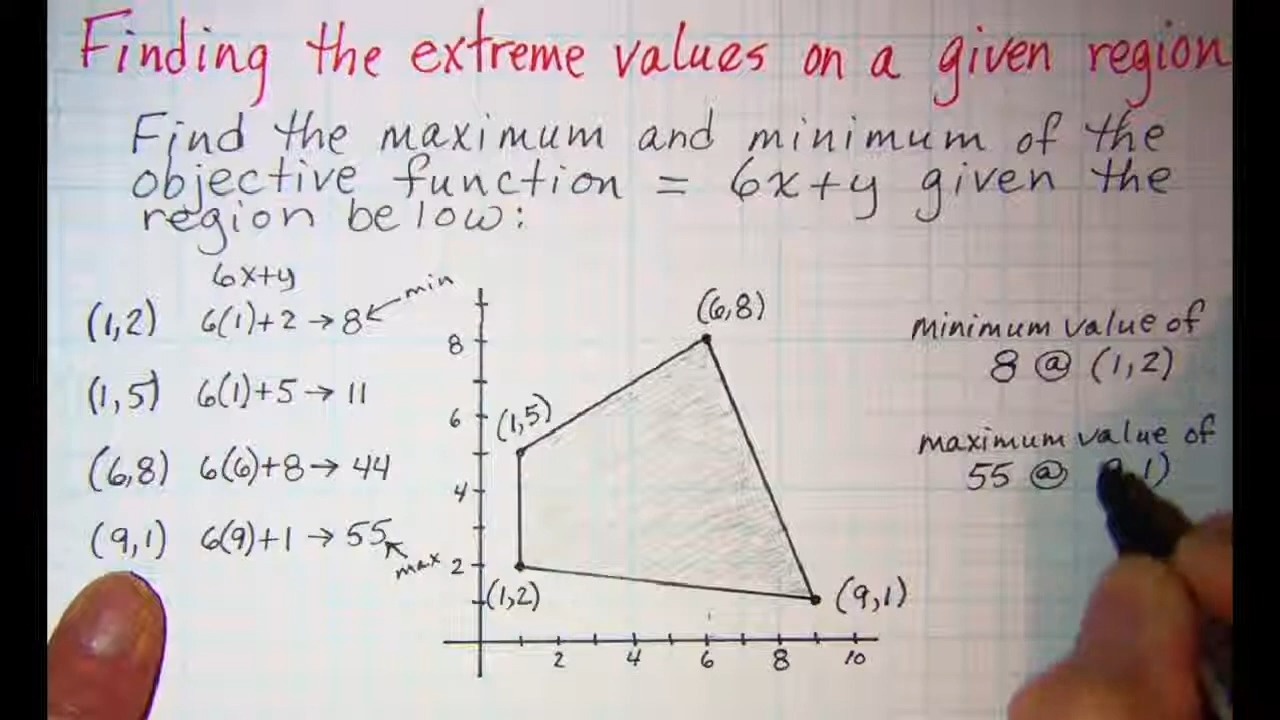 Finding the extreme values on a given region
Find the maximum and minimum of the
objective function = 6x+y given the
region below:
6x+y
(1,2) 6(1)+2→8 ← min
(1,5) 6(1)+5→11
(6,8) 6(6)+8→44
(9,1) 6(9)+1→55 ↖ max
(6,8)
(1,5)
(1,2)
(9,1)
8
6
4
2
2 4 6 8 10
minimum value of
8 @ (1,2)
maximum value of
55 @ 1)